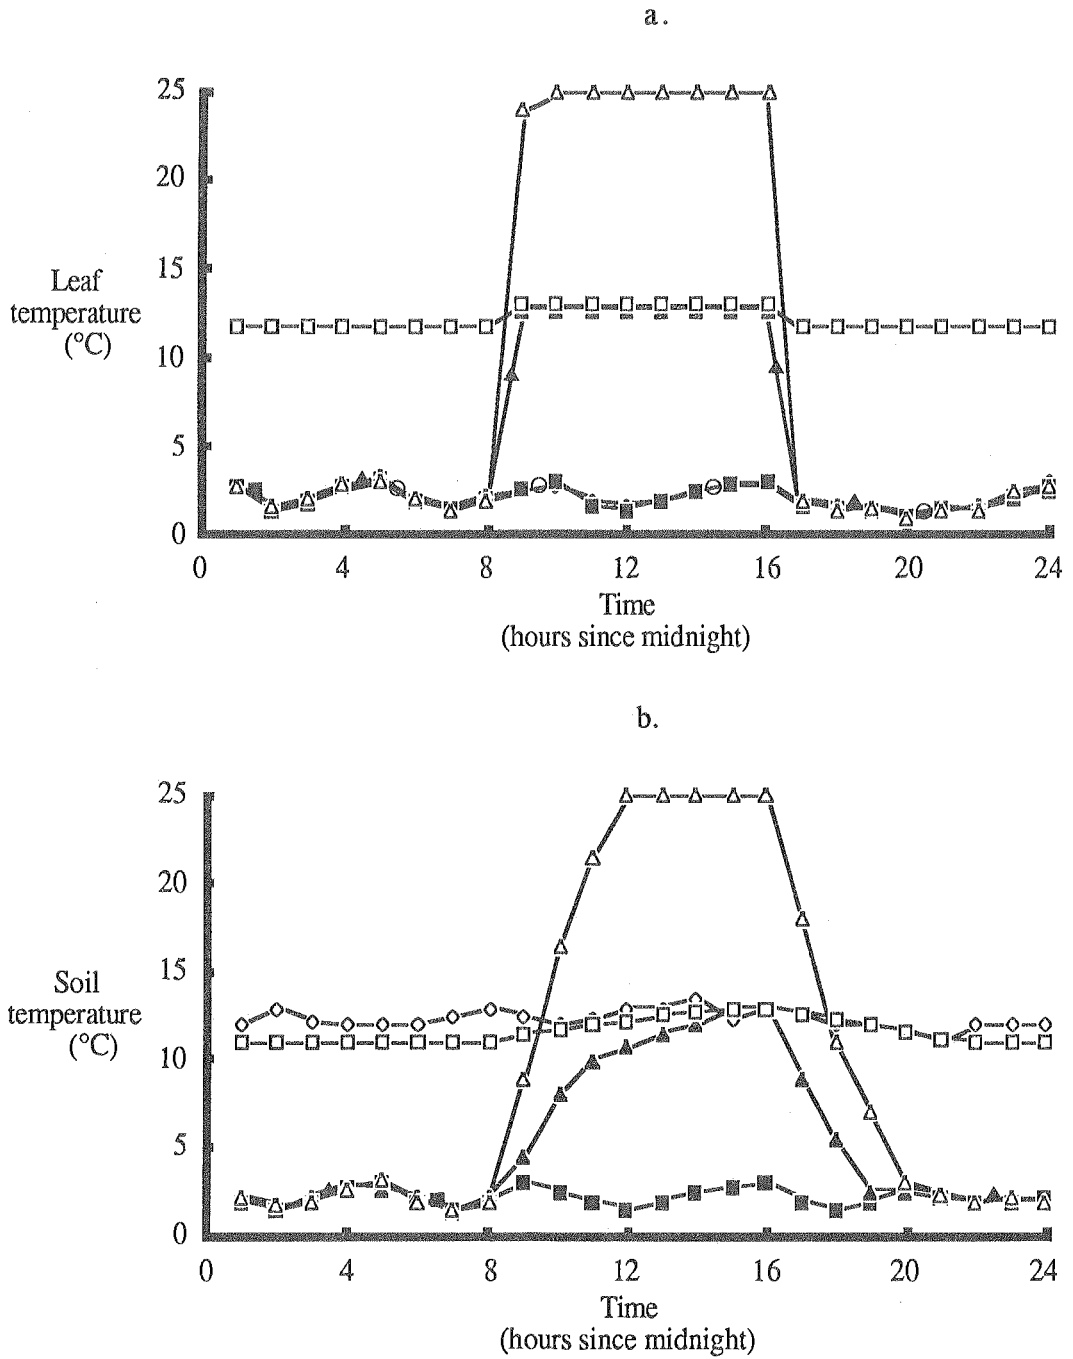 a.
25
20
15
10
5
0
Leaf
temperature
(°C)
0 4 8 12 16 20 24
Time
(hours since midnight)
b.
25
20
15
10
5
0
Soil
temperature
(°C)
0 4 8 12 16 20 24
Time
(hours since midnight)